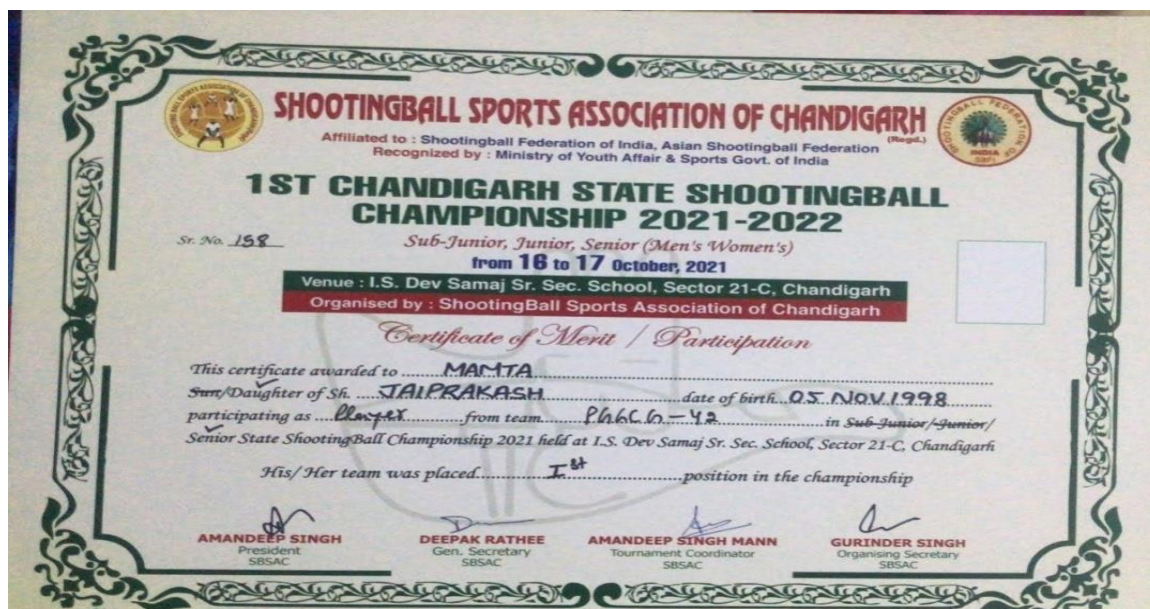 SHOOTINGBALL SPORTS ASSOCIATION OF CHANDIGARH (Regd.)
Affiliated to : Shootingball Federation of India, Asian Shootingball Federation
Recognized by : Ministry of Youth Affair & Sports Govt. of India
1ST CHANDIGARH STATE SHOOTINGBALL
CHAMPIONSHIP 2021-2022
Sr. No. 158
Sub-Junior, Junior, Senior (Men's Women's)
from 16 to 17 October, 2021
Venue : I.S. Dev Samaj Sr. Sec. School, Sector 21-C, Chandigarh
Organised by : ShootingBall Sports Association of Chandigarh
Certificate of Merit / Participation
This certificate awarded to MAMTA
Sun/Daughter of Sh. JAIPRAKASH date of birth 05 NOV 1998
participating as Player from team PGGCG-42 in Sub-Junior/Junior/
Senior State ShootingBall Championship 2021 held at I.S. Dev Samaj Sr. Sec. School, Sector 21-C, Chandigarh
His/ Her team was placed Ist position in the championship
AMANDEEP SINGH DEEPAK RATHEE AMANDEEP SINGH MANN GURINDER SINGH
President Gen. Secretary Tournament Coordinator Organising Secretary
SBSAC SBSAC SBSAC SBSAC